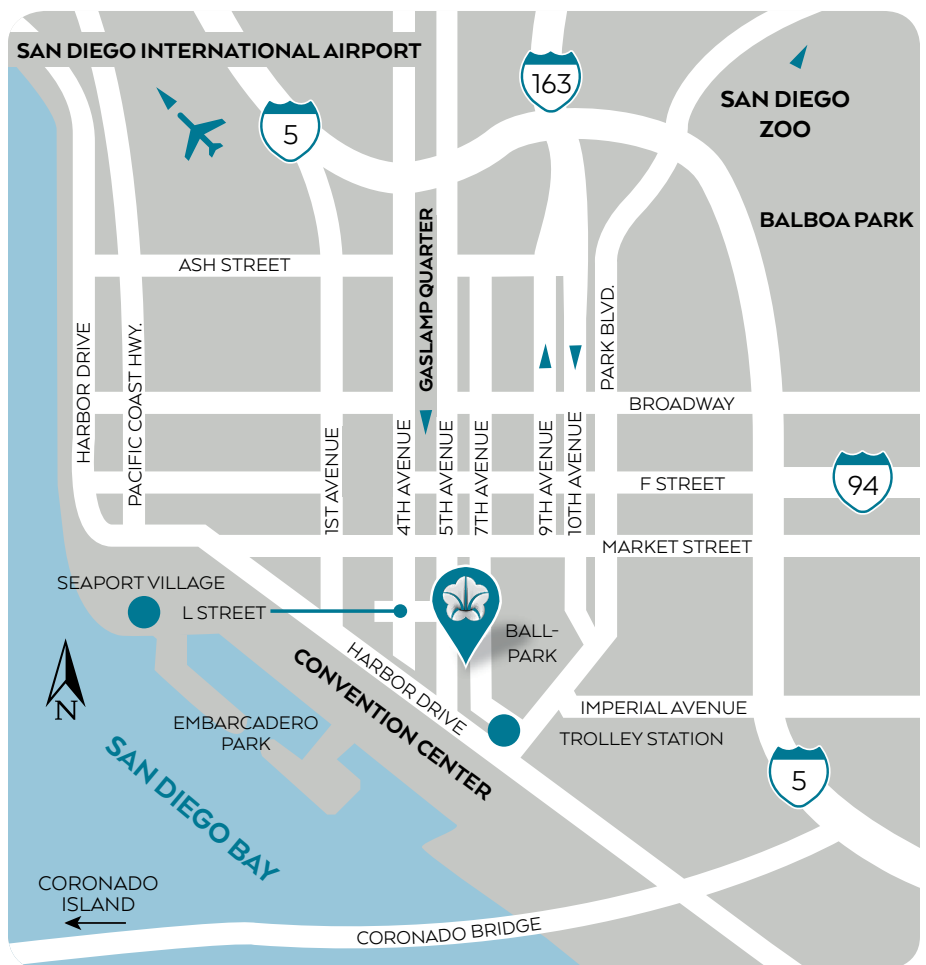 SAN DIEGO INTERNATIONAL AIRPORT
163
SAN DIEGO
ZOO
5
BALBOA PARK
GASLAMP QUARTER
ASH STREET
PARK BLVD.
HARBOR DRIVE
PACIFIC COAST HWY.
BROADWAY
1ST AVENUE
4TH AVENUE
5TH AVENUE
7TH AVENUE
9TH AVENUE
10TH AVENUE
F STREET
94
MARKET STREET
SEAPORT VILLAGE
L STREET
BALL-
PARK
HARBOR DRIVE
CONVENTION CENTER
N
IMPERIAL AVENUE
EMBARCADERO
PARK
TROLLEY STATION
SAN DIEGO BAY
5
CORONADO
ISLAND
CORONADO BRIDGE